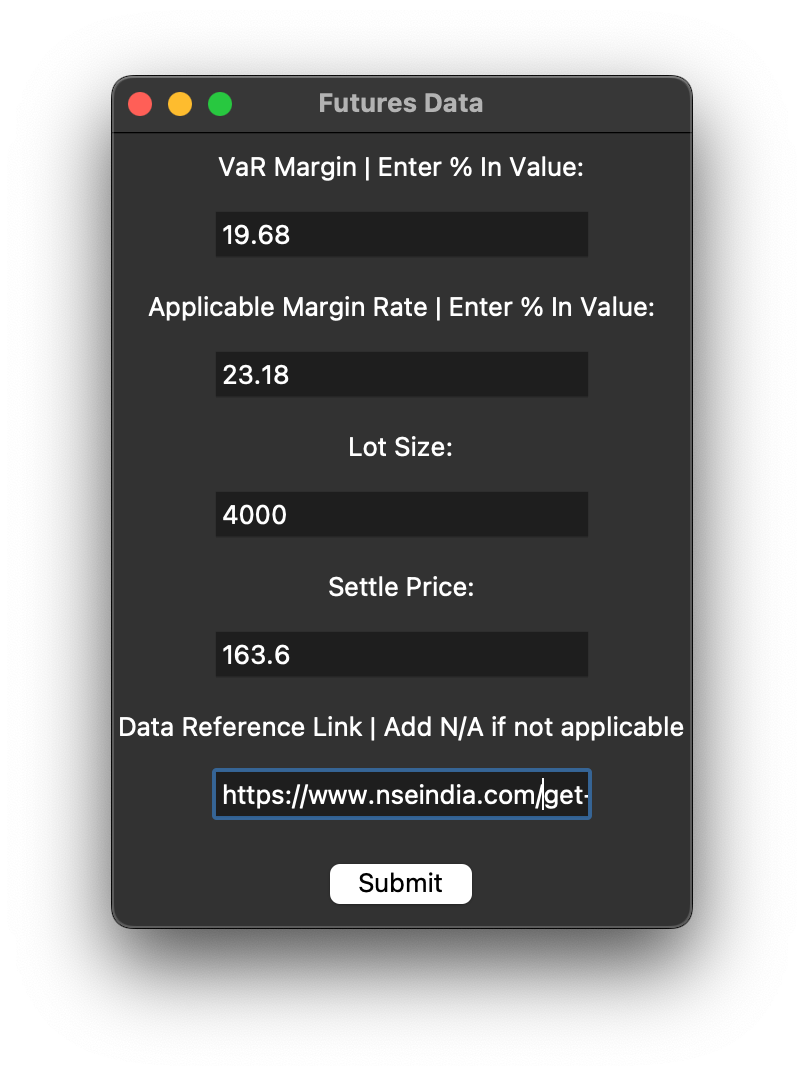 Futures Data
VaR Margin | Enter % In Value:
19.68
Applicable Margin Rate | Enter % In Value:
23.18
Lot Size:
4000
Settle Price:
163.6
Data Reference Link | Add N/A if not applicable
https://www.nseindia.com/get-
Submit